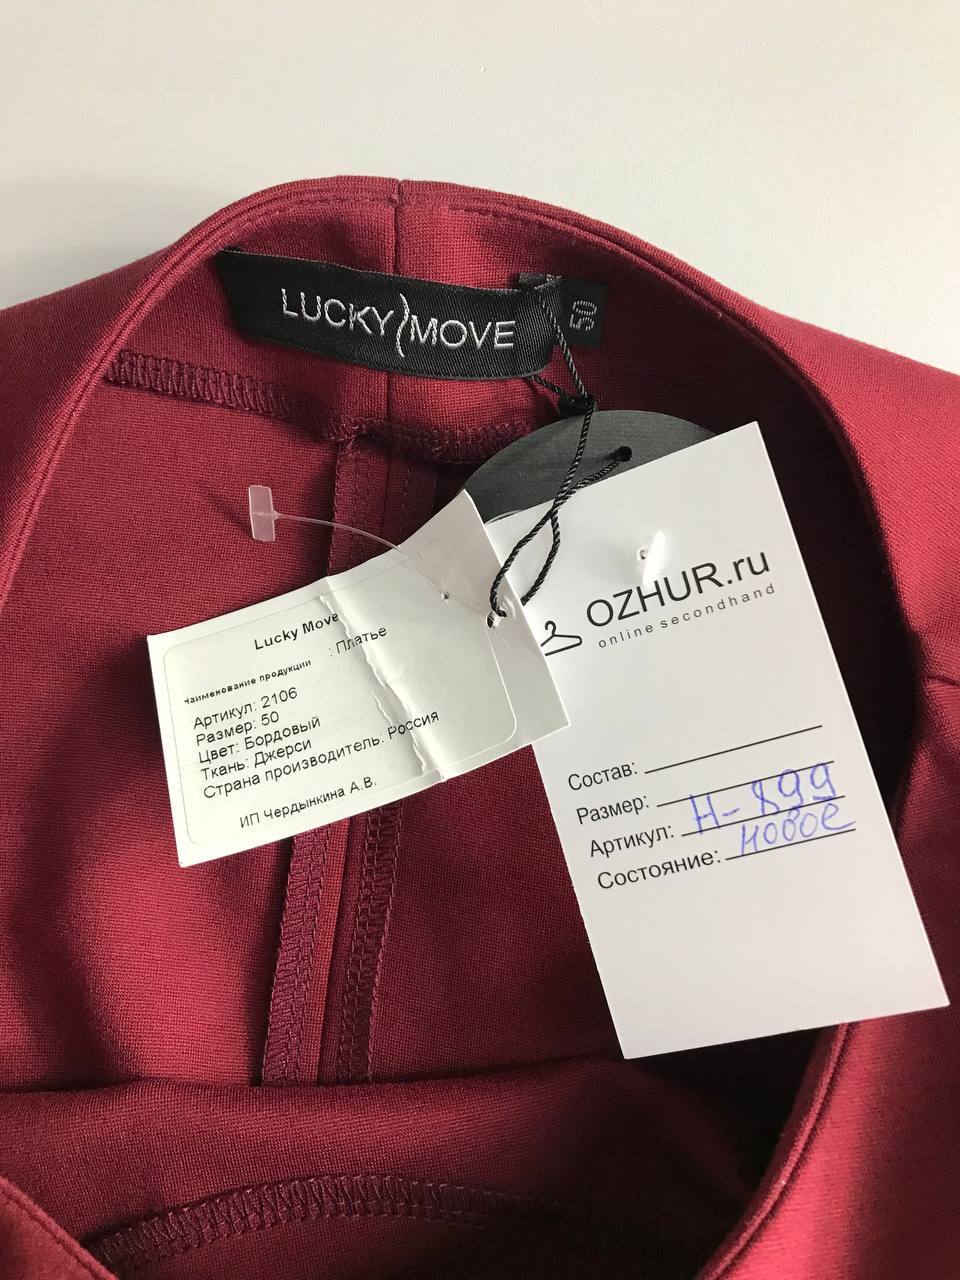 LUCKY MOVE
50
Lucky Move
Наименование продукции : Платье
Артикул: 2106
Размер: 50
Цвет: Бордовый
Ткань: Джерси
Страна производитель: Россия
ИП Чердынкина А.В.
OZHUR.ru
online secondhand
Состав:
Размер:
Артикул: Н-899
Состояние: новое